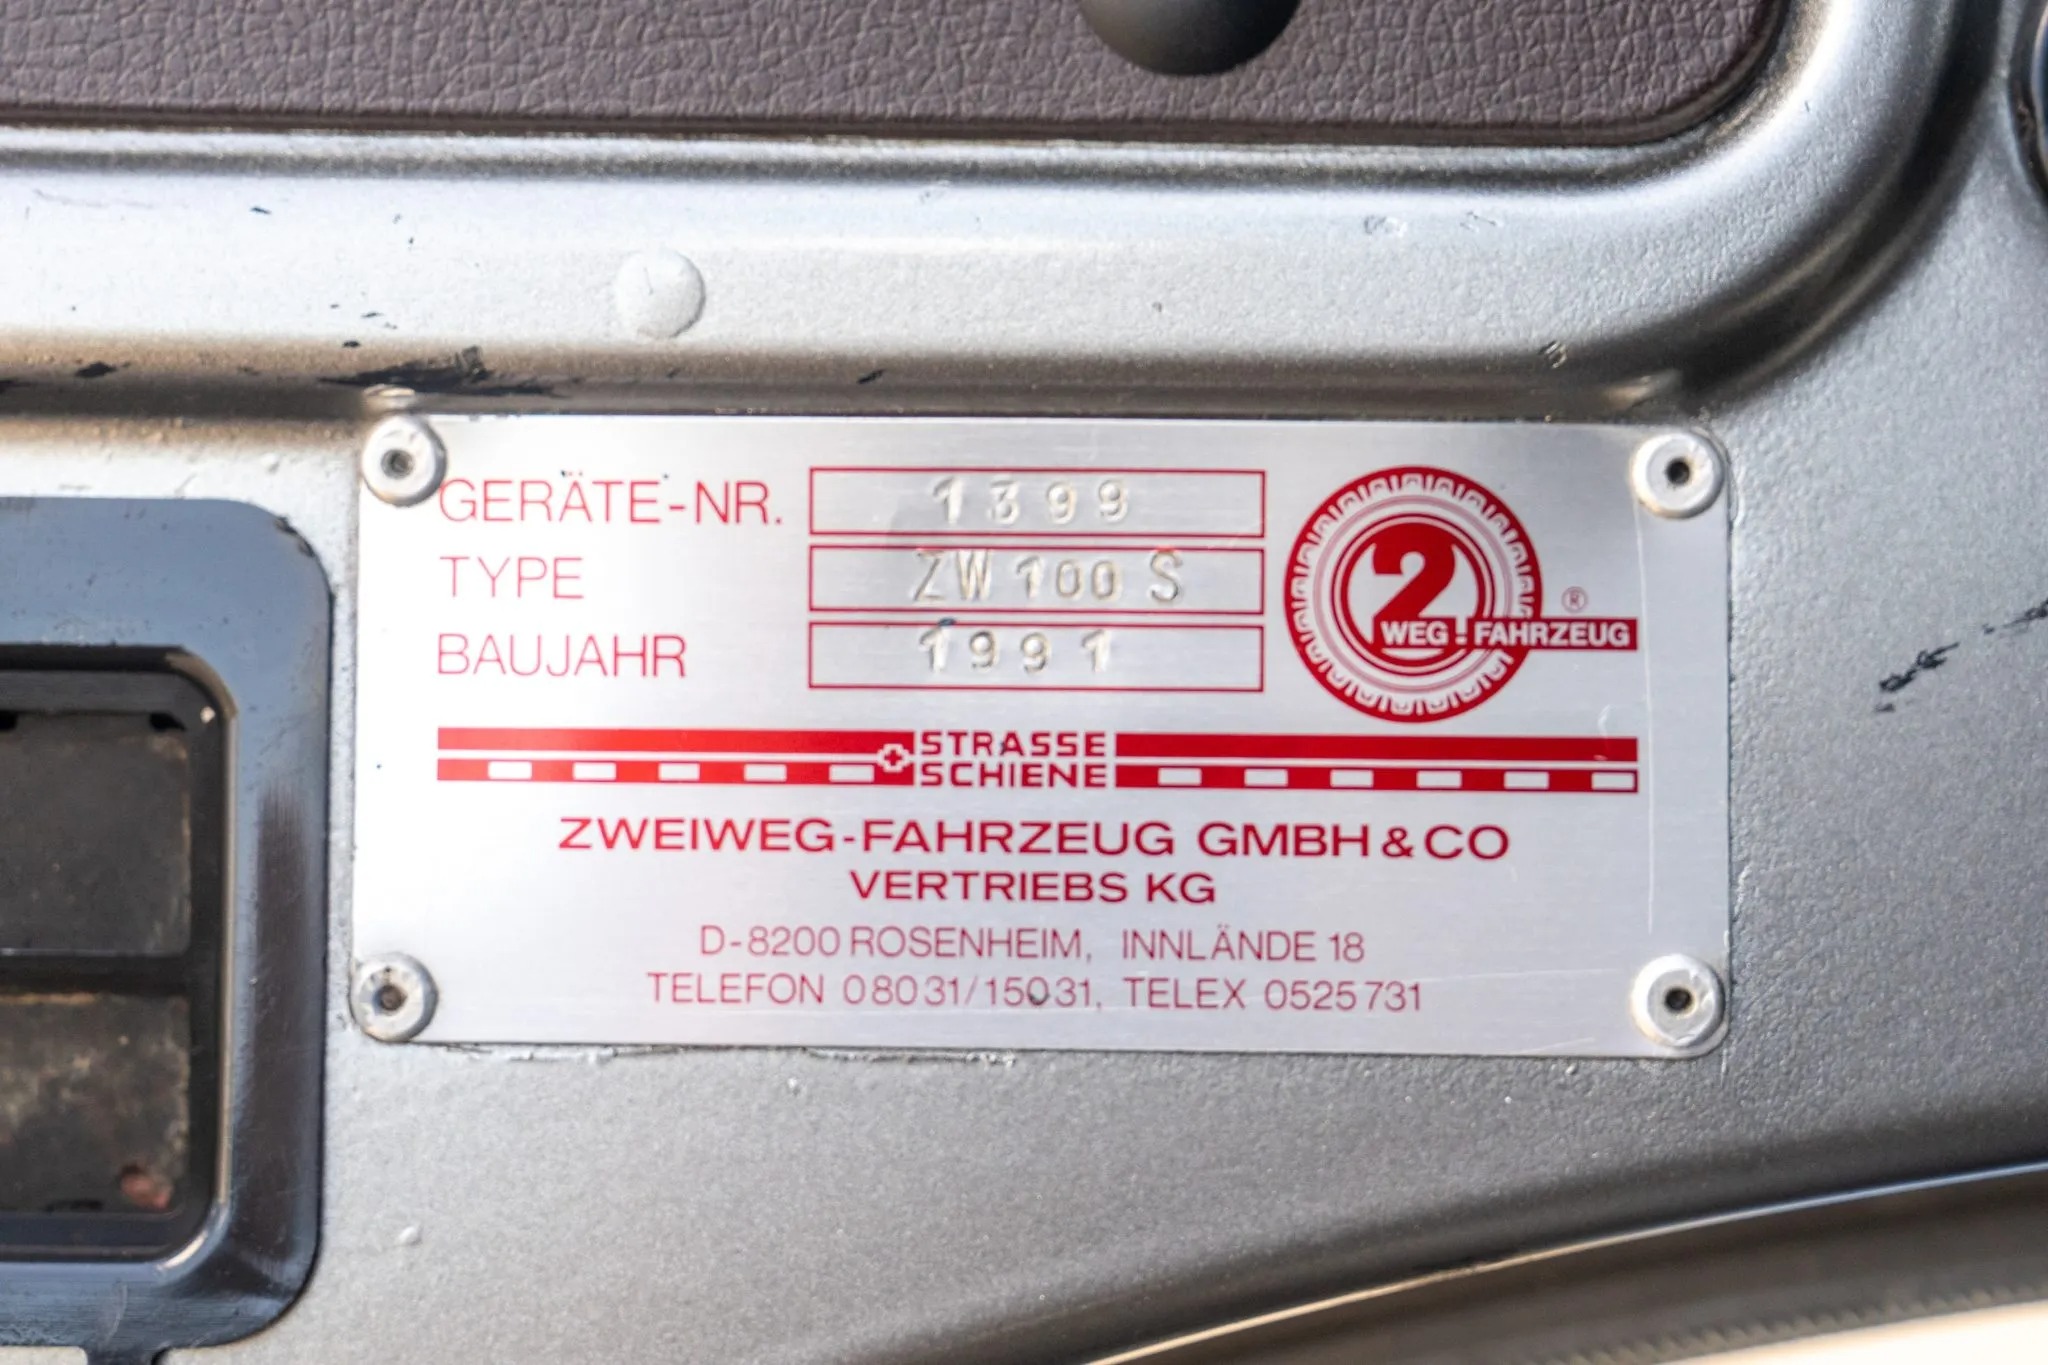 GERÄTE-NR. 1399
TYPE ZW 100 S
BAUJAHR 1991
2
WEG-FAHRZEUG ®
STRASSE
SCHIENE
ZWEIWEG-FAHRZEUG GMBH & CO
VERTRIEBS KG
D-8200 ROSENHEIM, INNLÄNDE 18
TELEFON 08031/15031, TELEX 0525731